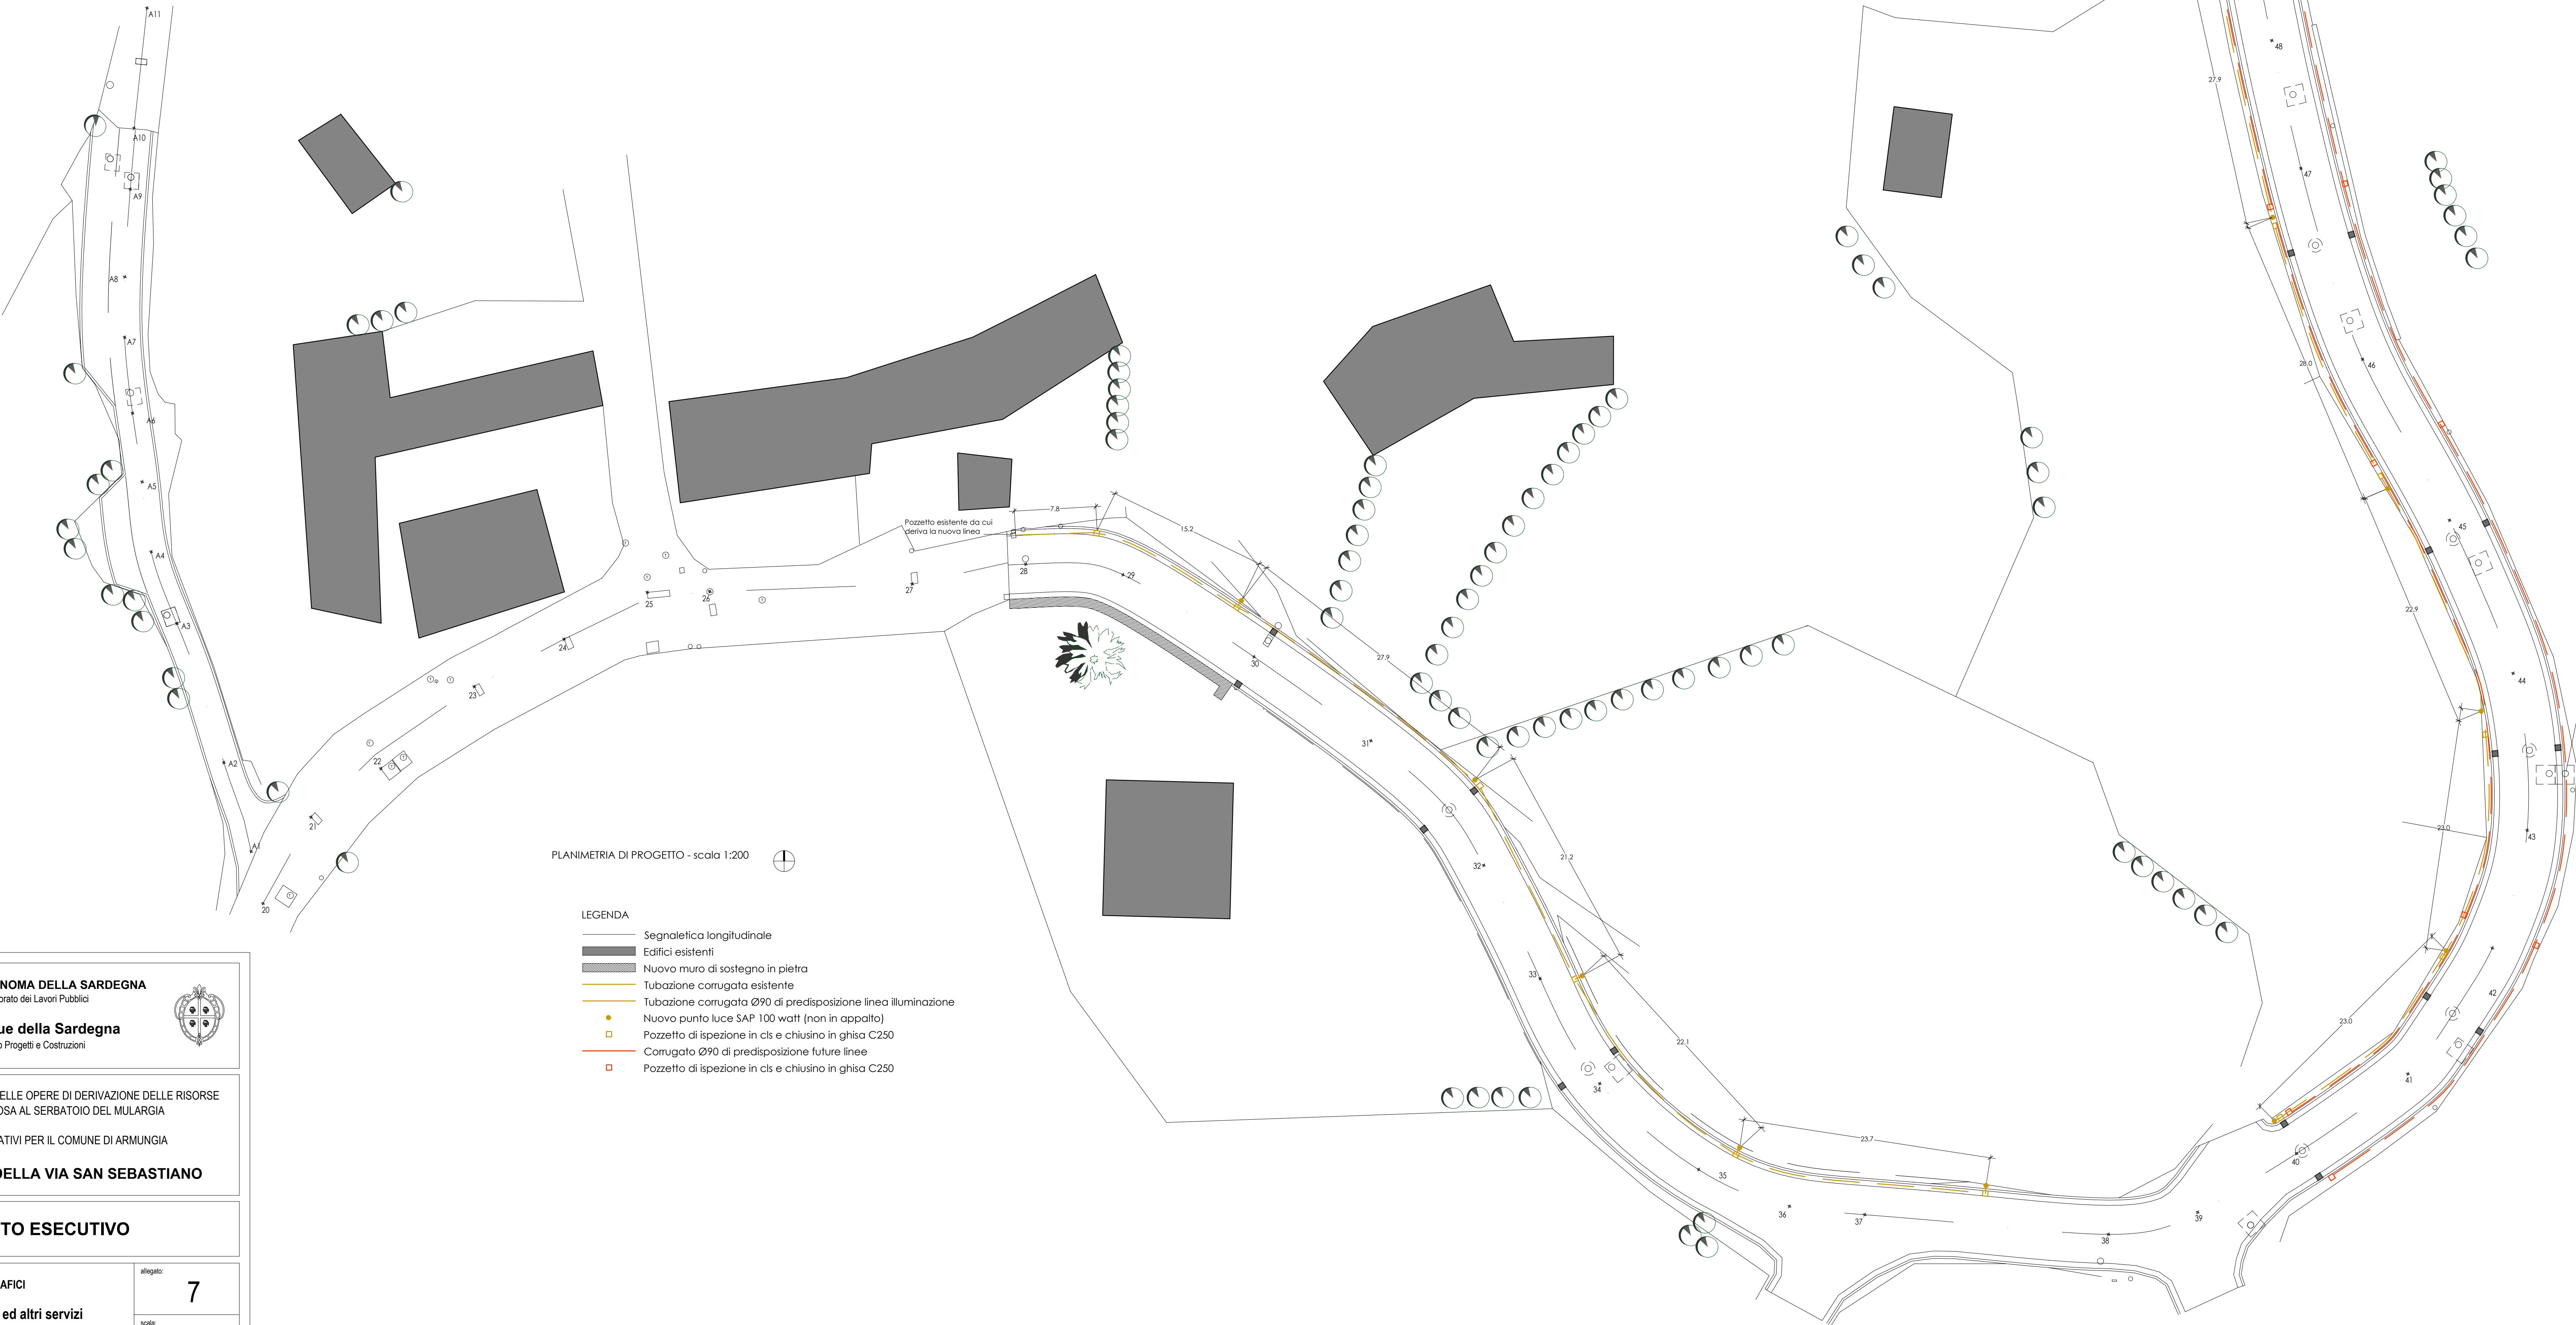 A11
A10
A9
A8
A7
A6
A5
A4
A3
A2
A1
20
21
22
23
24
25
26
27
28
29
30
31
32
33
34
35
36
37
38
39
40
41
42
43
44
45
46
47
48
Pozzetto esistente da cui
deriva la nuova linea
7.8
15.2
27.9
21.2
22.1
23.7
23.0
23.0
22.9
28.0
27.9
PLANIMETRIA DI PROGETTO - scala 1:200
LEGENDA
Segnaletica longitudinale
Edifici esistenti
Nuovo muro di sostegno in pietra
Tubazione corrugata esistente
Tubazione corrugata Ø90 di predisposizione linea illuminazione
Nuovo punto luce SAP 100 watt (non in appalto)
Pozzetto di ispezione in cls e chiusino in ghisa C250
Corrugato Ø90 di predisposizione future linee
Pozzetto di ispezione in cls e chiusino in ghisa C250
NOMA DELLA SARDEGNA
orato dei Lavori Pubblici
ue della Sardegna
o Progetti e Costruzioni
ELLE OPERE DI DERIVAZIONE DELLE RISORSE
OSA AL SERBATOIO DEL MULARGIA
ATIVI PER IL COMUNE DI ARMUNGIA
DELLA VIA SAN SEBASTIANO
TO ESECUTIVO
AFICI
ed altri servizi
allegato:
7
scala: